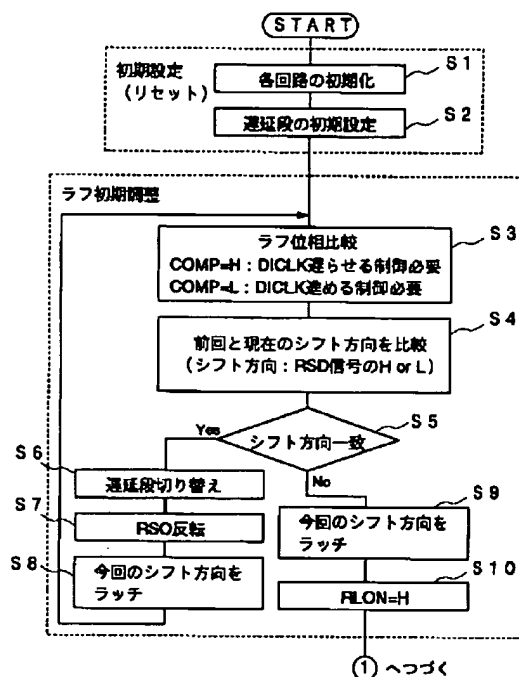 START
初期設定
(リセット)
S1
各回路の初期化
S2
遅延段の初期設定
ラフ初期調整
S3
ラフ位相比較
COMP=H:DICLK遅らせる制御必要
COMP=L:DICLK進める制御必要
S4
前回と現在のシフト方向を比較
(シフト方向:RSD信号のH or L)
S5
シフト方向一致
Yes
No
S6
遅延段切り替え
S7
RSO反転
S8
今回のシフト方向を
ラッチ
S9
今回のシフト方向を
ラッチ
S10
RLON=H
1 へつづく